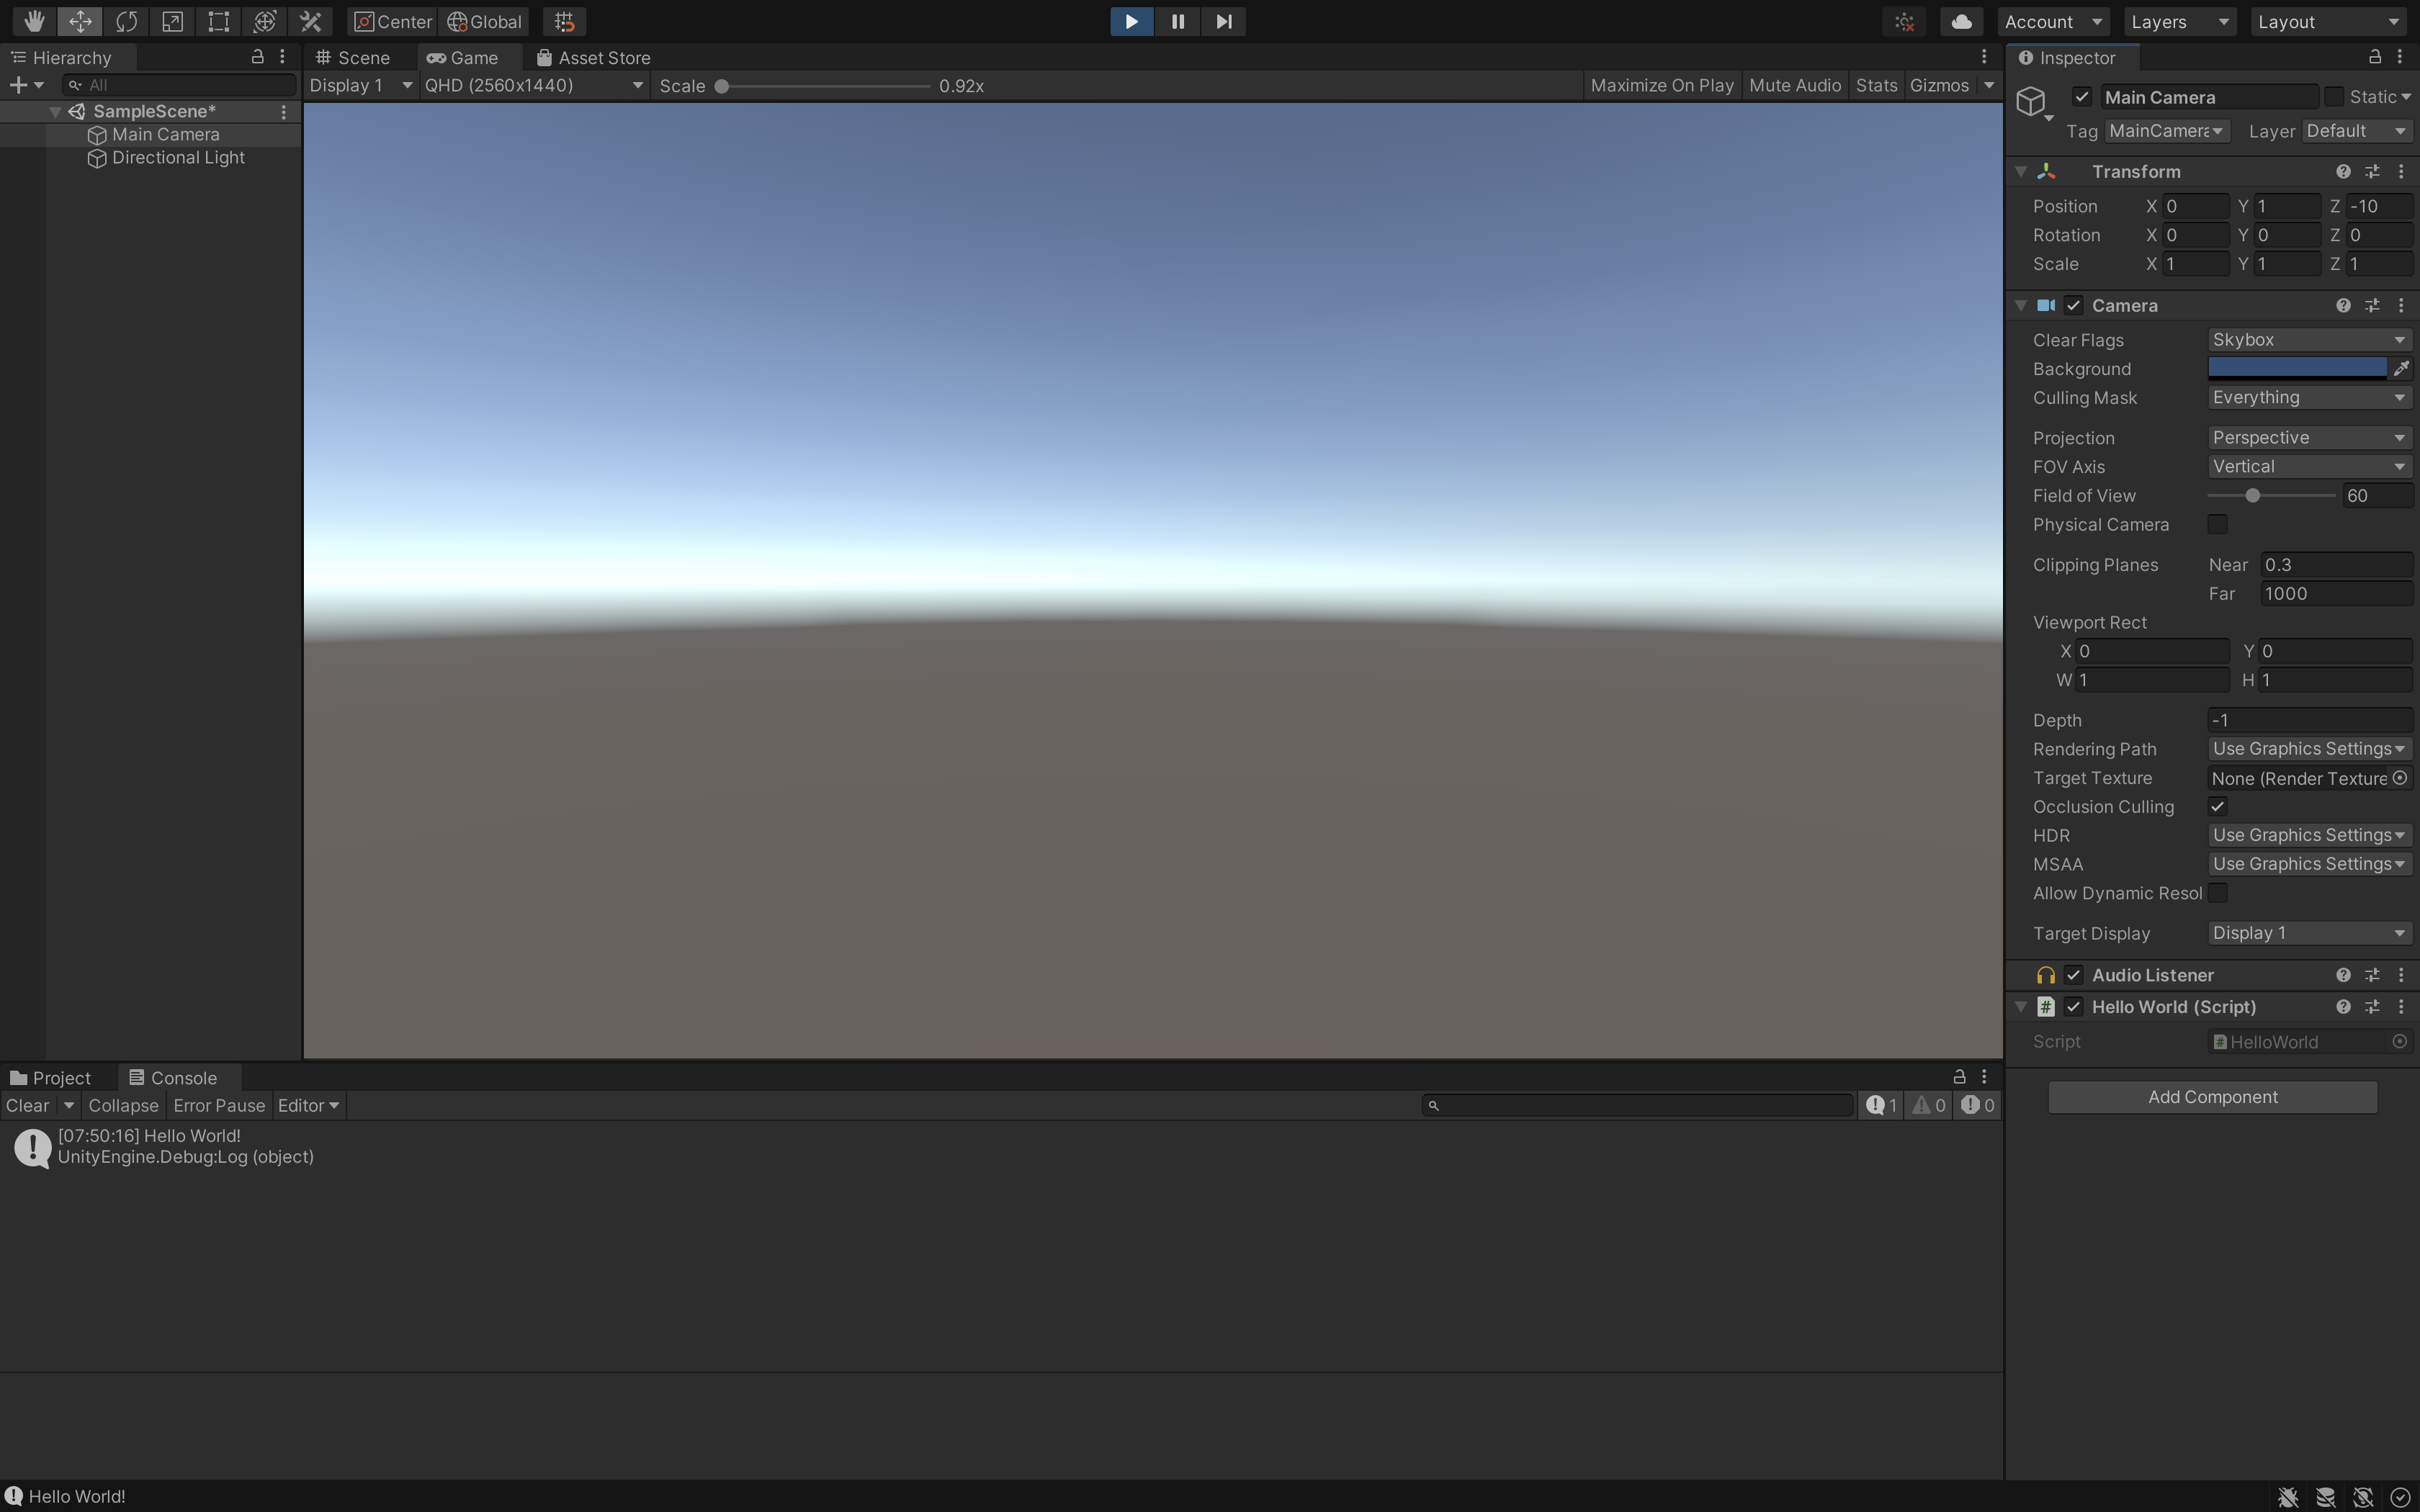 Center Global
Account Layers Layout
Hierarchy
All
SampleScene*
Main Camera
Directional Light
Scene Game Asset Store
Display 1 QHD (2560x1440) Scale 0.92x Maximize On Play Mute Audio Stats Gizmos
Inspector
Main Camera Static
Tag MainCamera Layer Default
Transform
Position X 0 Y 1 Z -10
Rotation X 0 Y 0 Z 0
Scale X 1 Y 1 Z 1
Camera
Clear Flags Skybox
Background
Culling Mask Everything
Projection Perspective
FOV Axis Vertical
Field of View 60
Physical Camera
Clipping Planes Near 0.3
Far 1000
Viewport Rect
X 0 Y 0
W 1 H 1
Depth -1
Rendering Path Use Graphics Settings
Target Texture None (Render Texture
Occlusion Culling
HDR Use Graphics Settings
MSAA Use Graphics Settings
Allow Dynamic Resol
Target Display Display 1
Audio Listener
# Hello World (Script)
Script # HelloWorld
Add Component
Project Console
Clear Collapse Error Pause Editor 1 0 0
[07:50:16] Hello World!
UnityEngine.Debug:Log (object)
Hello World!